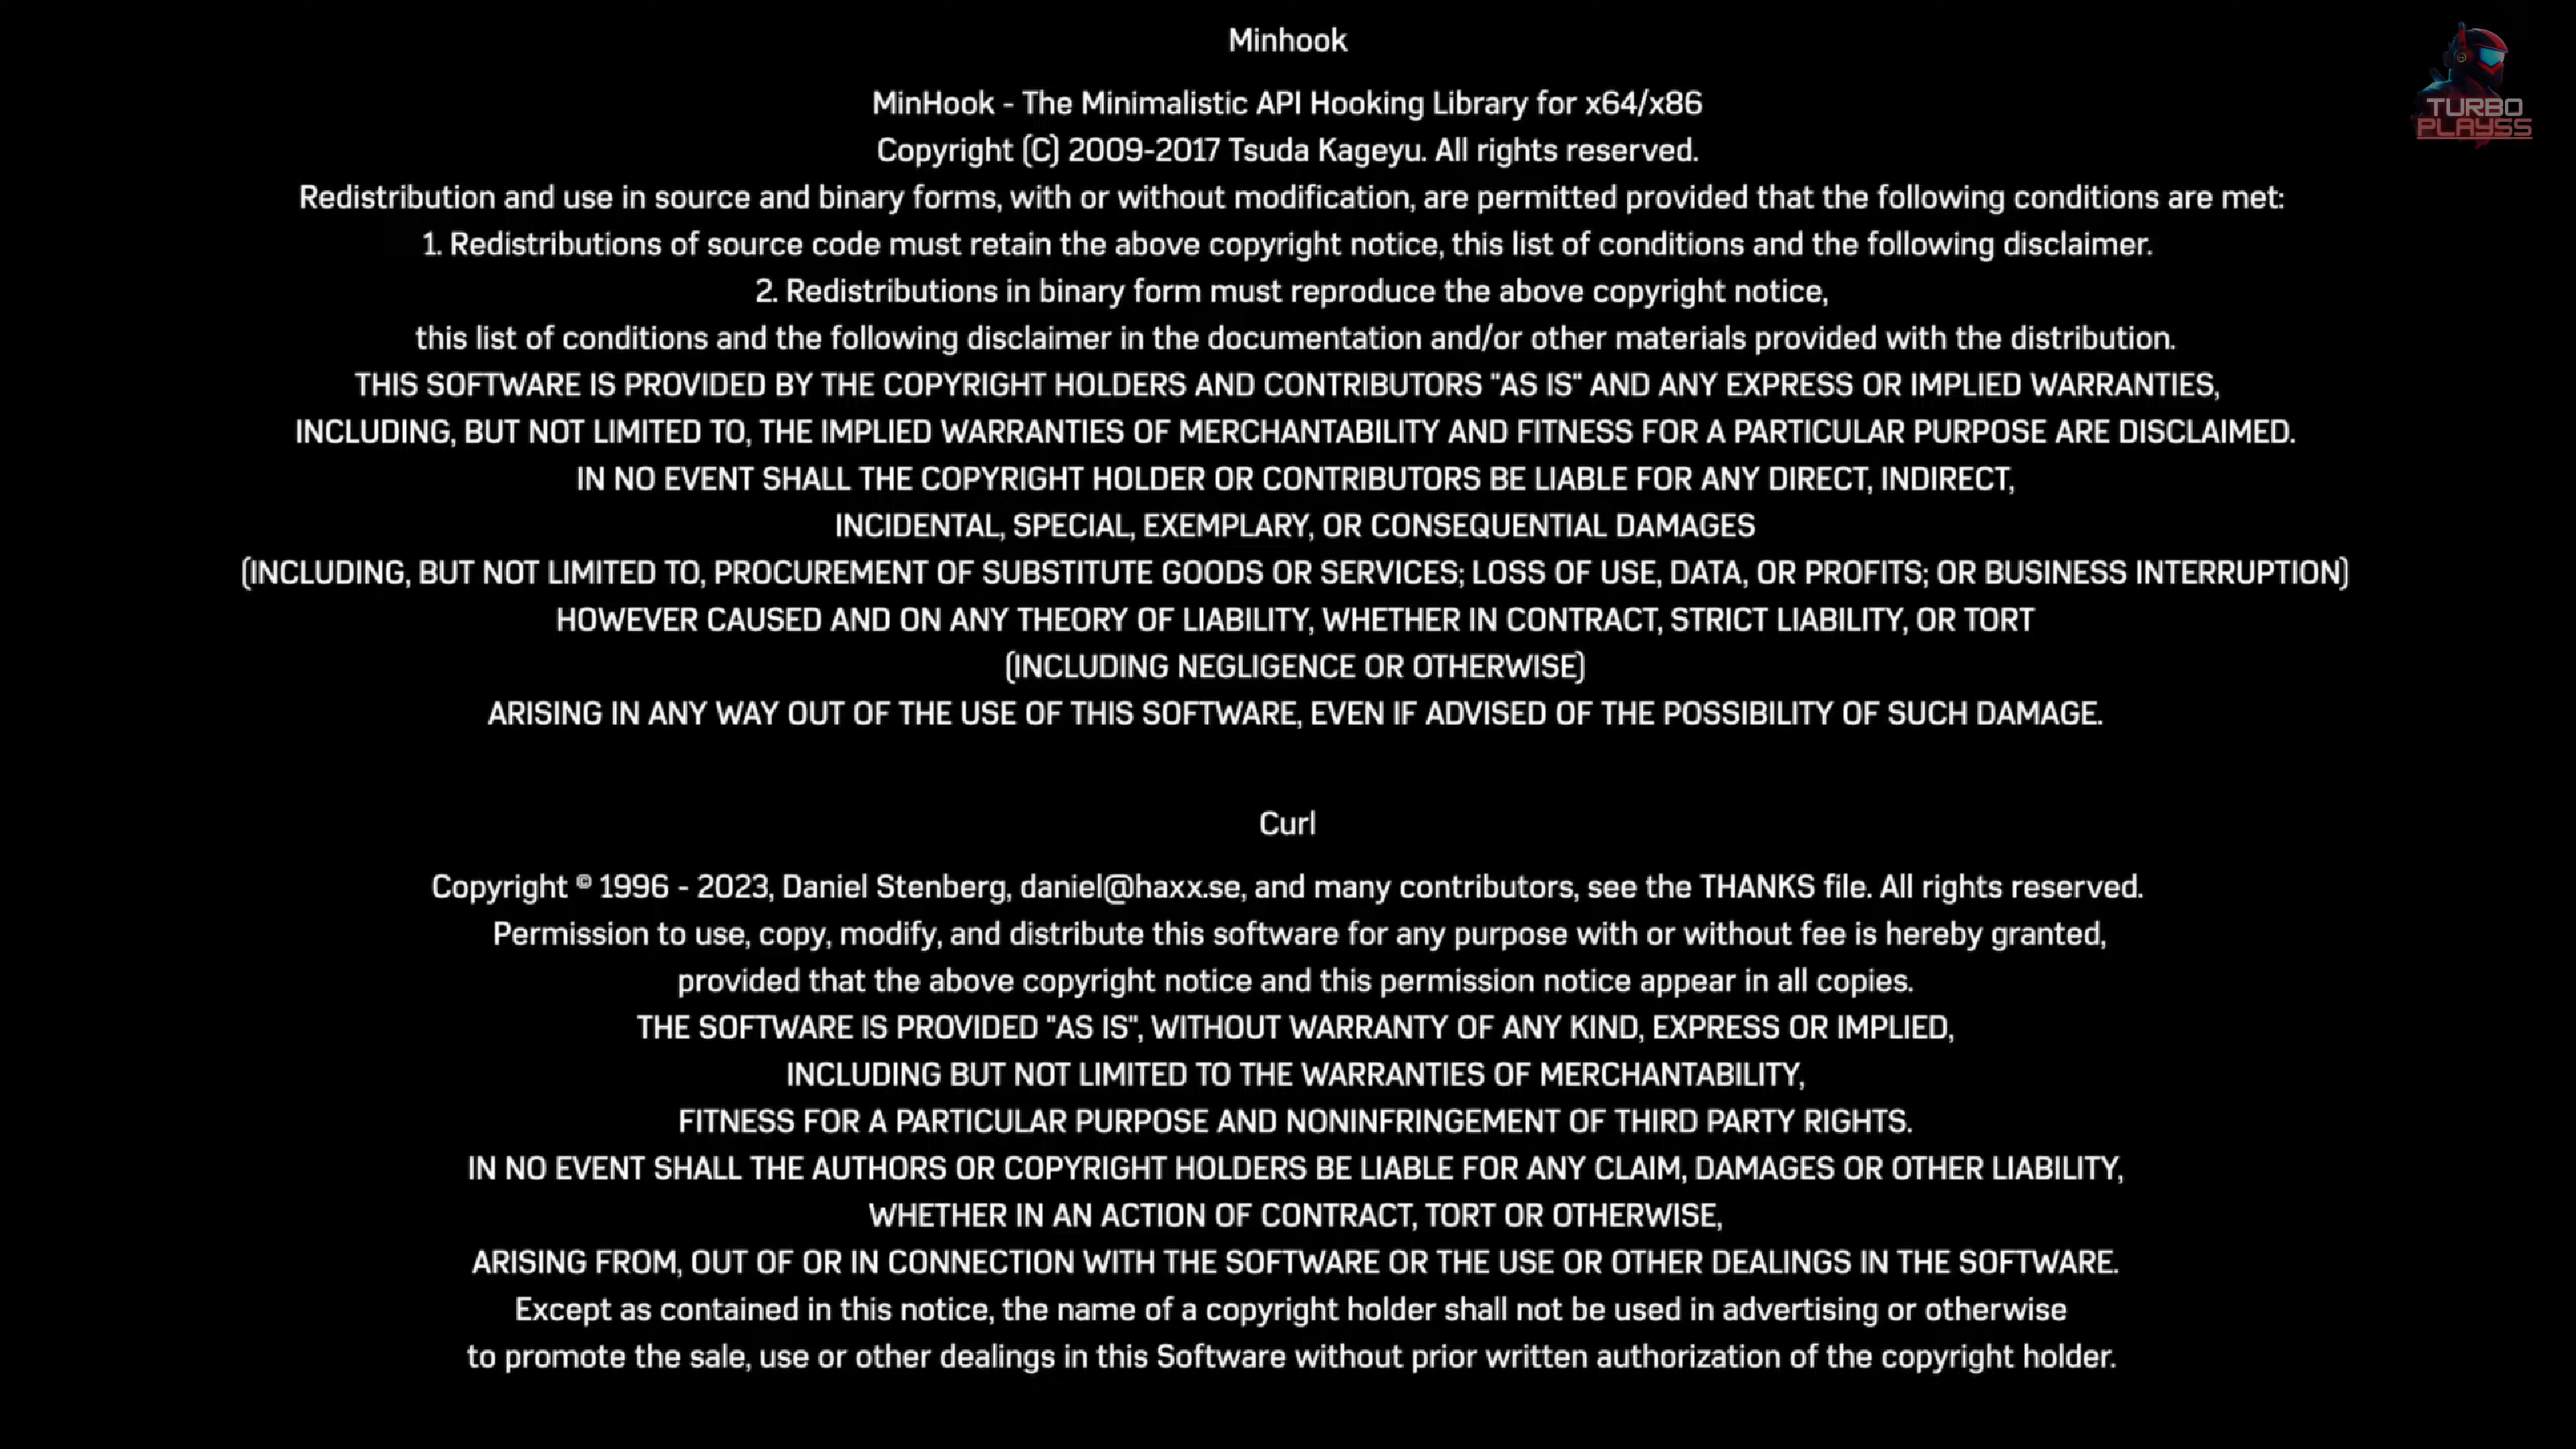 Minhook
MinHook - The Minimalistic API Hooking Library for x64/x86
Copyright (C) 2009-2017 Tsuda Kageyu. All rights reserved.
Redistribution and use in source and binary forms, with or without modification, are permitted provided that the following conditions are met:
1. Redistributions of source code must retain the above copyright notice, this list of conditions and the following disclaimer.
2. Redistributions in binary form must reproduce the above copyright notice,
this list of conditions and the following disclaimer in the documentation and/or other materials provided with the distribution.
THIS SOFTWARE IS PROVIDED BY THE COPYRIGHT HOLDERS AND CONTRIBUTORS "AS IS" AND ANY EXPRESS OR IMPLIED WARRANTIES,
INCLUDING, BUT NOT LIMITED TO, THE IMPLIED WARRANTIES OF MERCHANTABILITY AND FITNESS FOR A PARTICULAR PURPOSE ARE DISCLAIMED.
IN NO EVENT SHALL THE COPYRIGHT HOLDER OR CONTRIBUTORS BE LIABLE FOR ANY DIRECT, INDIRECT,
INCIDENTAL, SPECIAL, EXEMPLARY, OR CONSEQUENTIAL DAMAGES
(INCLUDING, BUT NOT LIMITED TO, PROCUREMENT OF SUBSTITUTE GOODS OR SERVICES; LOSS OF USE, DATA, OR PROFITS; OR BUSINESS INTERRUPTION)
HOWEVER CAUSED AND ON ANY THEORY OF LIABILITY, WHETHER IN CONTRACT, STRICT LIABILITY, OR TORT
(INCLUDING NEGLIGENCE OR OTHERWISE)
ARISING IN ANY WAY OUT OF THE USE OF THIS SOFTWARE, EVEN IF ADVISED OF THE POSSIBILITY OF SUCH DAMAGE.
Curl
Copyright © 1996 - 2023, Daniel Stenberg, daniel@haxx.se, and many contributors, see the THANKS file. All rights reserved.
Permission to use, copy, modify, and distribute this software for any purpose with or without fee is hereby granted,
provided that the above copyright notice and this permission notice appear in all copies.
THE SOFTWARE IS PROVIDED "AS IS", WITHOUT WARRANTY OF ANY KIND, EXPRESS OR IMPLIED,
INCLUDING BUT NOT LIMITED TO THE WARRANTIES OF MERCHANTABILITY,
FITNESS FOR A PARTICULAR PURPOSE AND NONINFRINGEMENT OF THIRD PARTY RIGHTS.
IN NO EVENT SHALL THE AUTHORS OR COPYRIGHT HOLDERS BE LIABLE FOR ANY CLAIM, DAMAGES OR OTHER LIABILITY,
WHETHER IN AN ACTION OF CONTRACT, TORT OR OTHERWISE,
ARISING FROM, OUT OF OR IN CONNECTION WITH THE SOFTWARE OR THE USE OR OTHER DEALINGS IN THE SOFTWARE.
Except as contained in this notice, the name of a copyright holder shall not be used in advertising or otherwise
to promote the sale, use or other dealings in this Software without prior written authorization of the copyright holder.
TURBO
PLAYSS